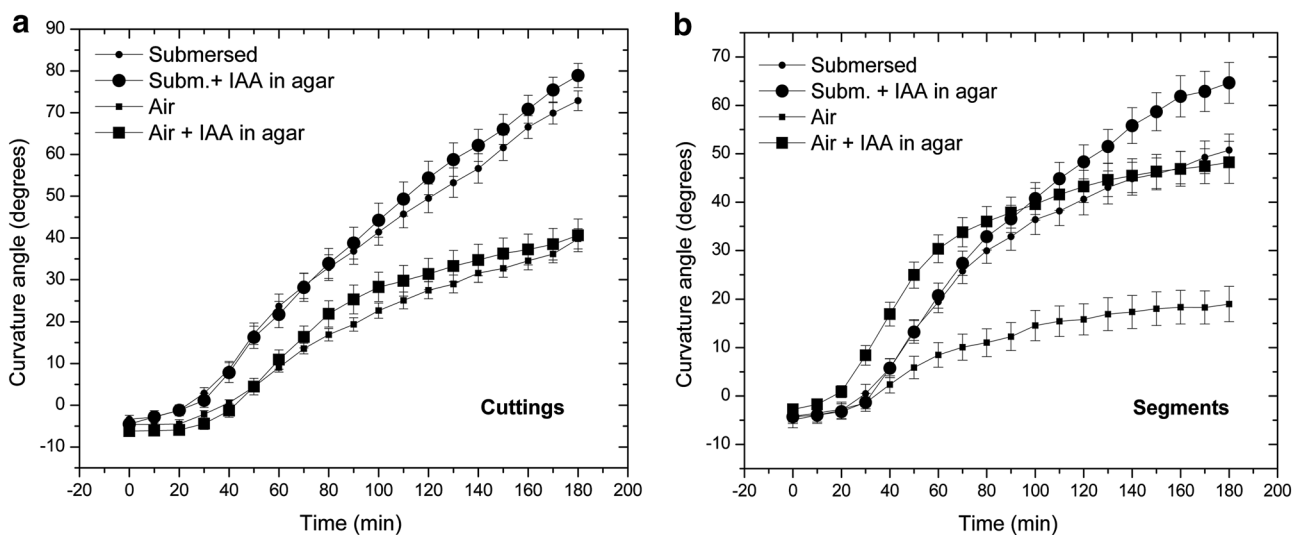 a
90
80
70
60
50
40
30
20
10
0
-10
Curvature angle (degrees)
Submersed
Subm.+ IAA in agar
Air
Air + IAA in agar
Cuttings
-20 0 20 40 60 80 100 120 140 160 180 200
Time (min)
b
70
60
50
40
30
20
10
0
-10
Curvature angle (degrees)
Submersed
Subm. + IAA in agar
Air
Air + IAA in agar
Segments
-20 0 20 40 60 80 100 120 140 160 180 200
Time (min)